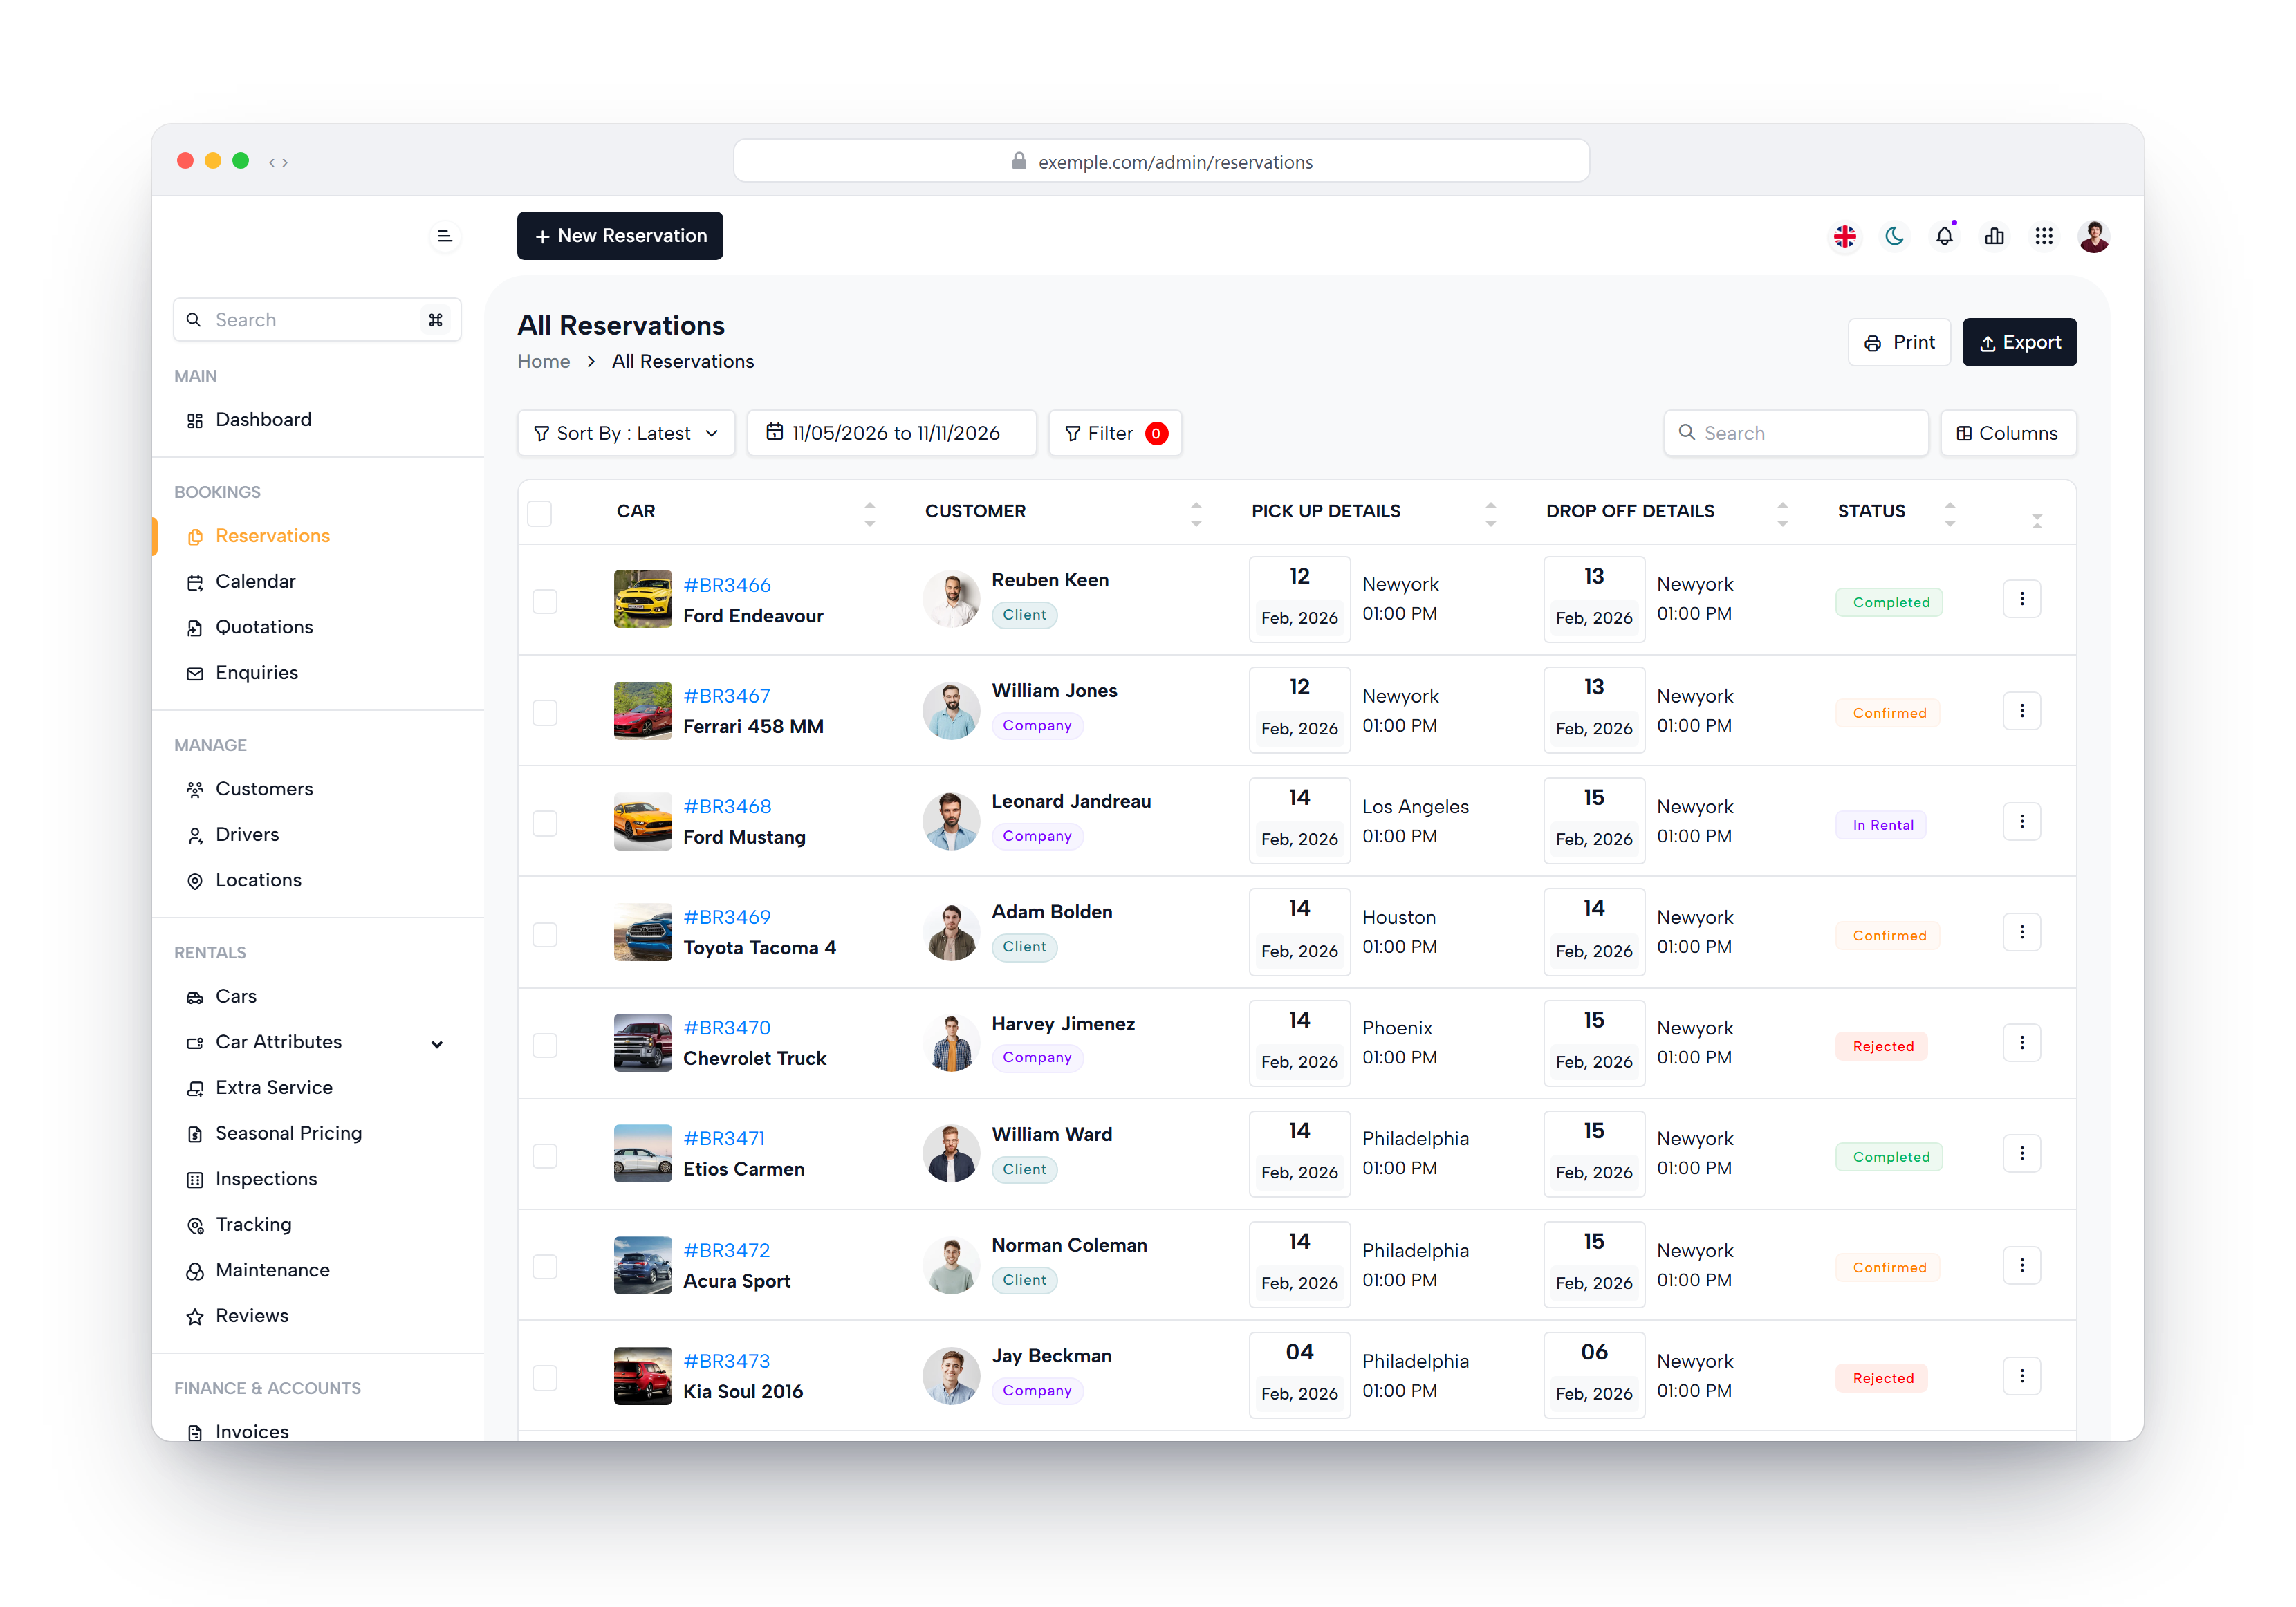 exemple.com/admin/reservations
+ New Reservation
Search
MAIN
Dashboard
BOOKINGS
Reservations
Calendar
Quotations
Enquiries
MANAGE
Customers
Drivers
Locations
RENTALS
Cars
Car Attributes
Extra Service
Seasonal Pricing
Inspections
Tracking
Maintenance
Reviews
FINANCE & ACCOUNTS
Invoices
All Reservations
Home > All Reservations
Print
Export
Sort By : Latest
11/05/2026 to 11/11/2026
Filter 0
Search
Columns
CAR CUSTOMER PICK UP DETAILS DROP OFF DETAILS STATUS
#BR3466
Ford Endeavour
Reuben Keen
Client
12
Feb, 2026
Newyork
01:00 PM
13
Feb, 2026
Newyork
01:00 PM
Completed
#BR3467
Ferrari 458 MM
William Jones
Company
12
Feb, 2026
Newyork
01:00 PM
13
Feb, 2026
Newyork
01:00 PM
Confirmed
#BR3468
Ford Mustang
Leonard Jandreau
Company
14
Feb, 2026
Los Angeles
01:00 PM
15
Feb, 2026
Newyork
01:00 PM
In Rental
#BR3469
Toyota Tacoma 4
Adam Bolden
Client
14
Feb, 2026
Houston
01:00 PM
14
Feb, 2026
Newyork
01:00 PM
Confirmed
#BR3470
Chevrolet Truck
Harvey Jimenez
Company
14
Feb, 2026
Phoenix
01:00 PM
15
Feb, 2026
Newyork
01:00 PM
Rejected
#BR3471
Etios Carmen
William Ward
Client
14
Feb, 2026
Philadelphia
01:00 PM
15
Feb, 2026
Newyork
01:00 PM
Completed
#BR3472
Acura Sport
Norman Coleman
Client
14
Feb, 2026
Philadelphia
01:00 PM
15
Feb, 2026
Newyork
01:00 PM
Confirmed
#BR3473
Kia Soul 2016
Jay Beckman
Company
04
Feb, 2026
Philadelphia
01:00 PM
06
Feb, 2026
Newyork
01:00 PM
Rejected